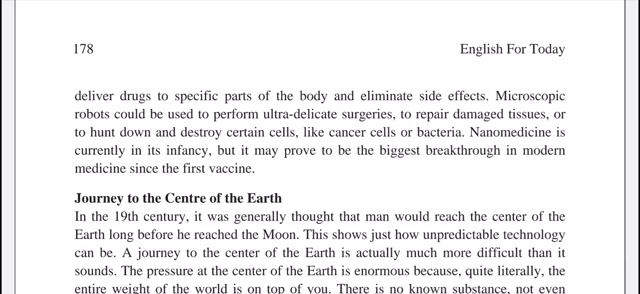 178 English For Today
deliver drugs to specific parts of the body and eliminate side effects. Microscopic
robots could be used to perform ultra-delicate surgeries, to repair damaged tissues, or
to hunt down and destroy certain cells, like cancer cells or bacteria. Nanomedicine is
currently in its infancy, but it may prove to be the biggest breakthrough in modern
medicine since the first vaccine.
Journey to the Centre of the Earth
In the 19th century, it was generally thought that man would reach the center of the
Earth long before he reached the Moon. This shows just how unpredictable technology
can be. A journey to the center of the Earth is actually much more difficult than it
sounds. The pressure at the center of the Earth is enormous because, quite literally, the
entire weight of the world is on top of you. There is no known substance, not even